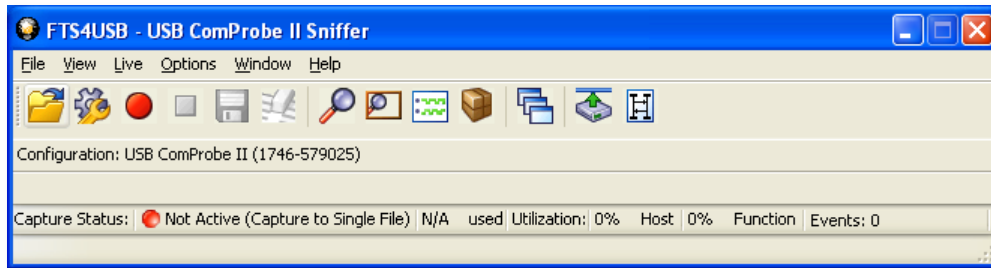 FTS4USB - USB ComProbe II Sniffer
File View Live Options Window Help
H
Configuration: USB ComProbe II (1746-579025)
Capture Status: Not Active (Capture to Single File) N/A used Utilization: 0% Host 0% Function Events: 0